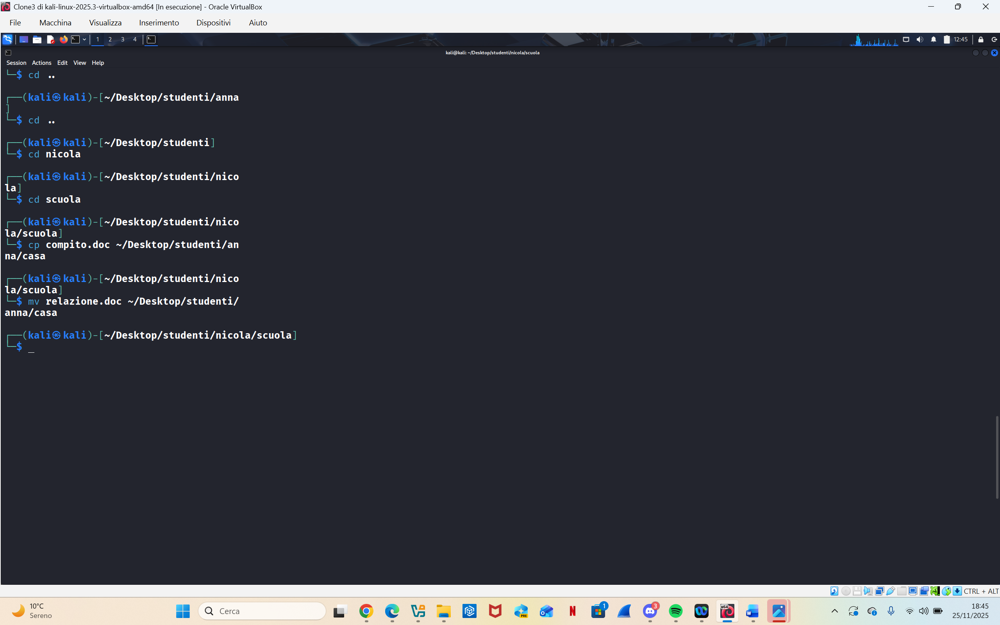 Clone3 di kali-linux-2025.3-virtualbox-amd64 [In esecuzione] - Oracle VirtualBox
File Macchina Visualizza Inserimento Dispositivi Aiuto
1 2 3 4 12:45
kali@kali: ~/Desktop/studenti/nicola/scuola
Session Actions Edit View Help
└─$ cd ..
┌──(kali㉿kali)-[~/Desktop/studenti/anna
]
└─$ cd ..
┌──(kali㉿kali)-[~/Desktop/studenti]
└─$ cd nicola
┌──(kali㉿kali)-[~/Desktop/studenti/nico
la]
└─$ cd scuola
┌──(kali㉿kali)-[~/Desktop/studenti/nico
la/scuola]
└─$ cp compito.doc ~/Desktop/studenti/an
na/casa
┌──(kali㉿kali)-[~/Desktop/studenti/nico
la/scuola]
└─$ mv relazione.doc ~/Desktop/studenti/
anna/casa
┌──(kali㉿kali)-[~/Desktop/studenti/nicola/scuola]
└─$ _
CTRL + ALT
10°C
Sereno
Cerca
PRE
1
3
x64
18:45
25/11/2025